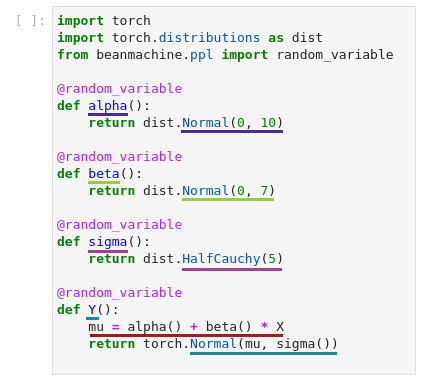 [ ]: import torch
import torch.distributions as dist
from beanmachine.ppl import random_variable
@random_variable
def alpha():
return dist.Normal(0, 10)
@random_variable
def beta():
return dist.Normal(0, 7)
@random_variable
def sigma():
return dist.HalfCauchy(5)
@random_variable
def Y():
mu = alpha() + beta() * X
return torch.Normal(mu, sigma())